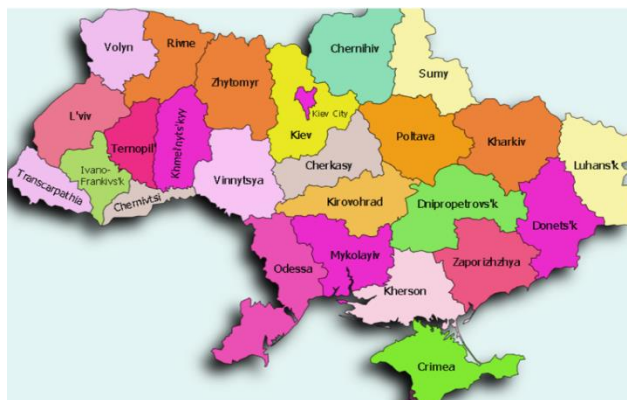 Volyn
Rivne
Chernihiv
Sumy
Zhytomyr
Kiev City
L'viv
Kiev
Poltava
Kharkiv
Ternopil'
Khmelnyts'kyy
Luhans'k
Ivano-
Frankivs'k
Cherkasy
Transcarpathia
Vinnytsya
Chernivtsi
Kirovohrad
Dnipropetrovs'k
Donets'k
Odessa
Mykolayiv
Zaporizhzhya
Kherson
Crimea